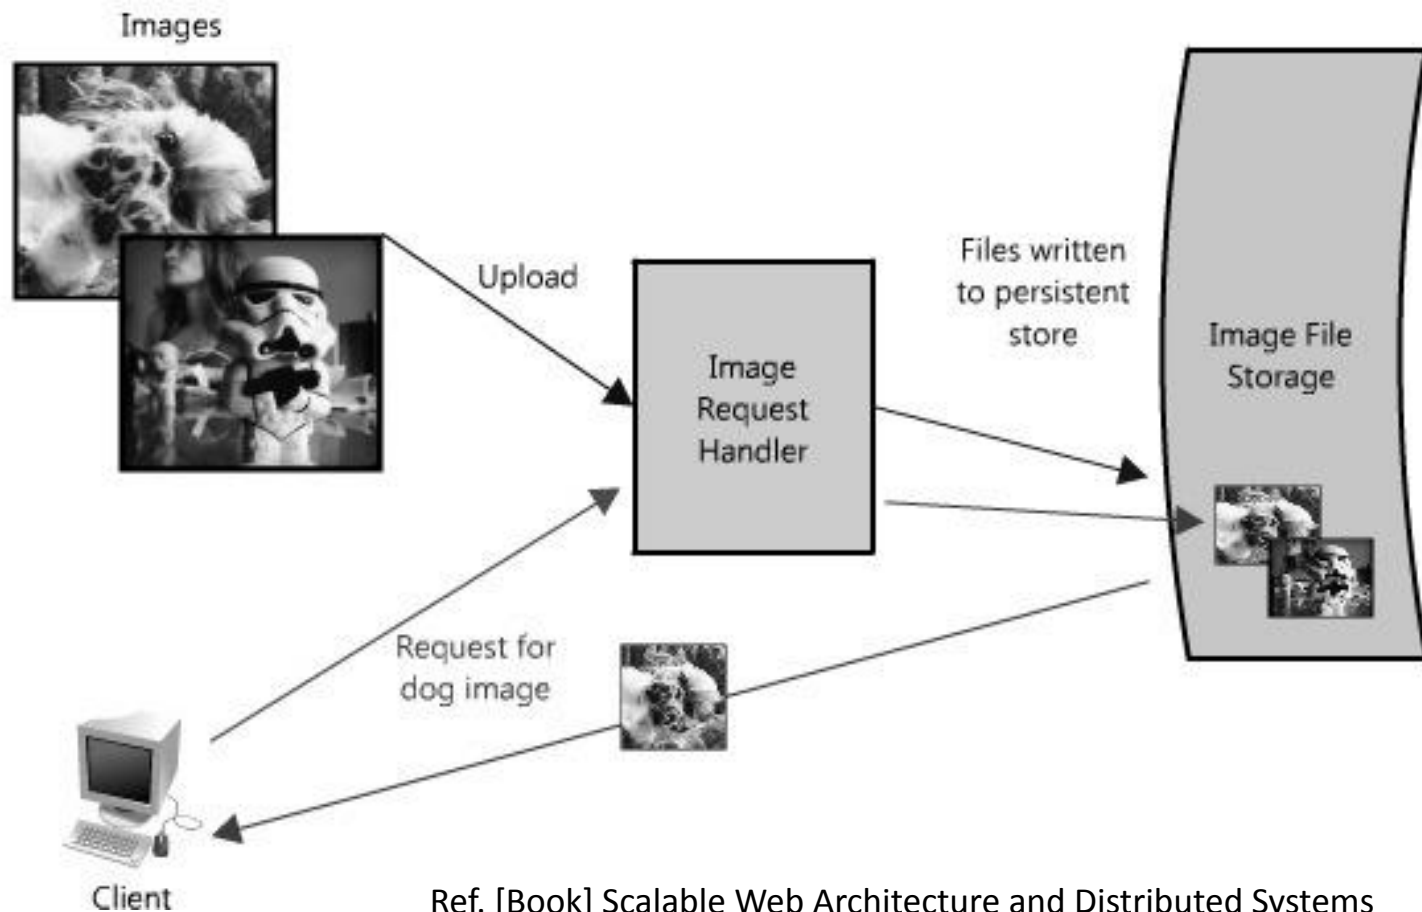 Images
Upload
Files written
to persistent
store
Image File
Storage
Image
Request
Handler
Request for
dog image
Client
Ref. [Book] Scalable Web Architecture and Distributed Systems